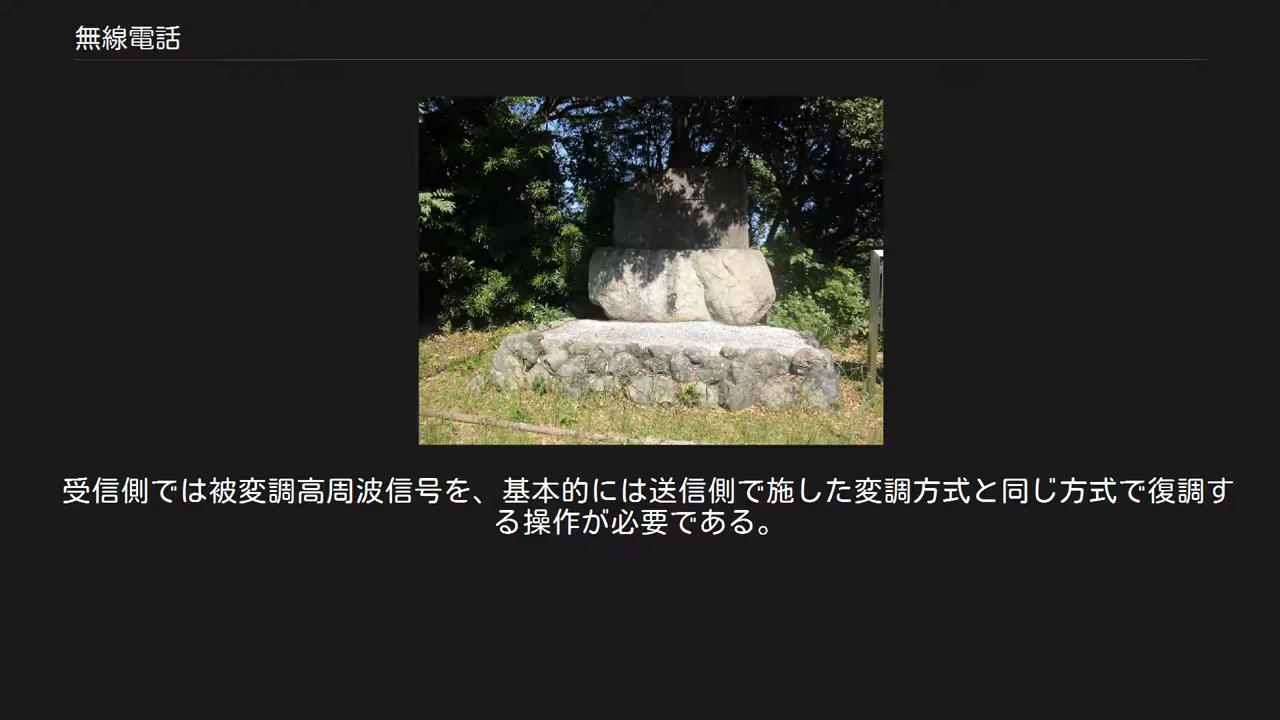 無線電話
受信側では被変調高周波信号を、基本的には送信側で施した変調方式と同じ方式で復調す
る操作が必要である。